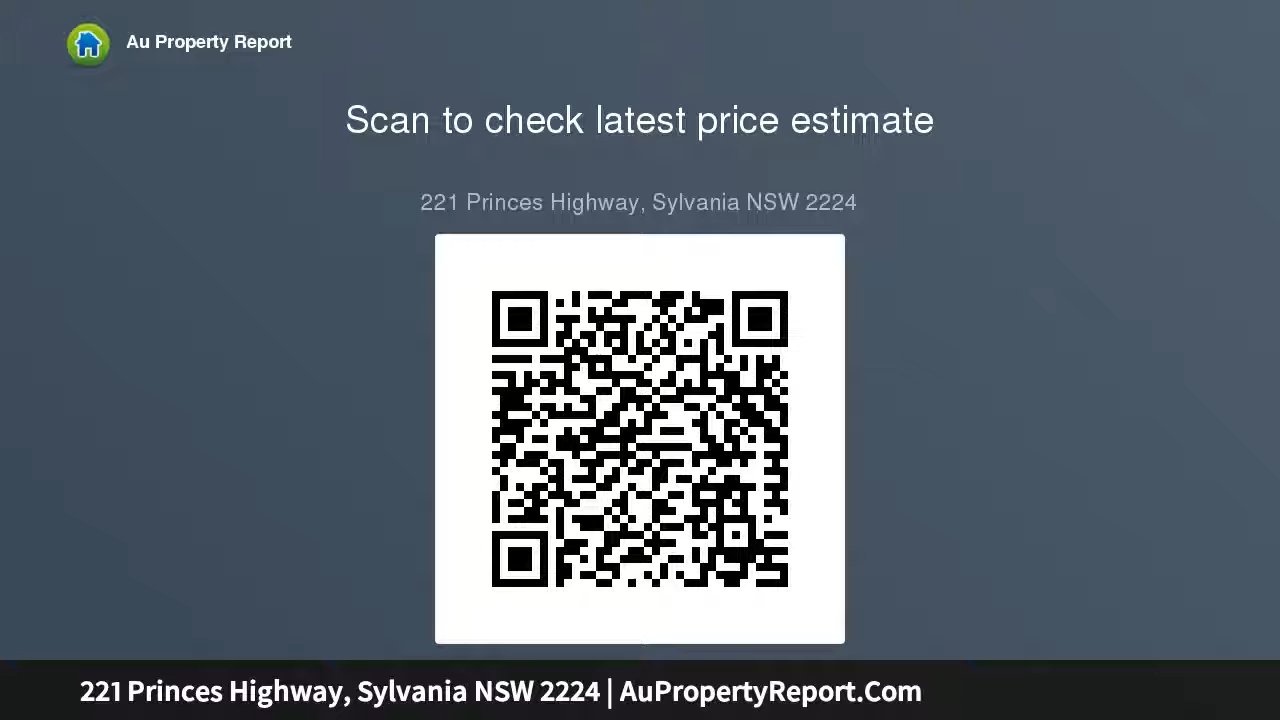 Au Property Report
Scan to check latest price estimate
221 Princes Highway, Sylvania NSW 2224
221 Princes Highway, Sylvania NSW 2224 | AuPropertyReport.Com